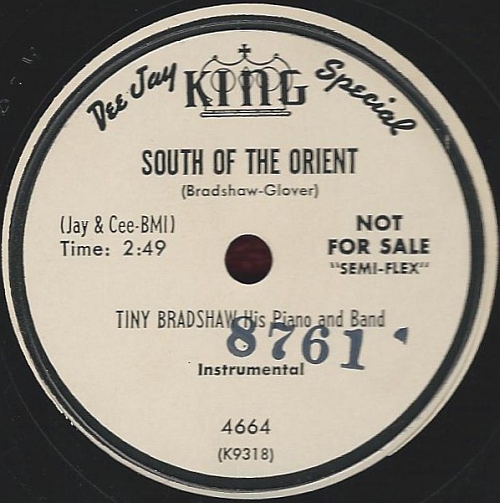 Dee Jay KING Special
SOUTH OF THE ORIENT
(Bradshaw-Glover)
(Jay & Cee-BMI)
Time: 2:49
NOT
FOR SALE
"SEMI-FLEX"
TINY BRADSHAW His Piano and Band
8761
Instrumental
4664
(K9318)